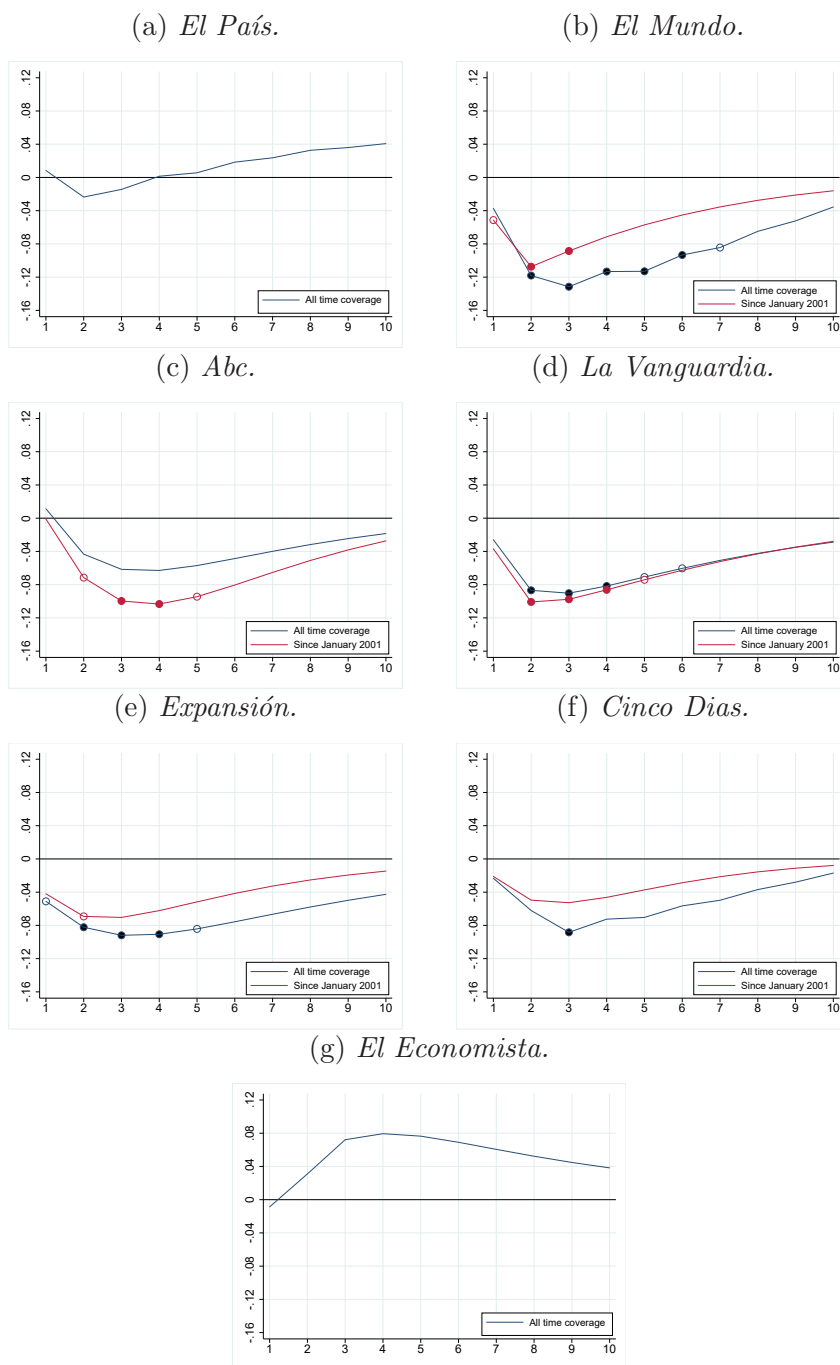 (a) El País.
.12
.08
.04
0
-.04
-.08
-.12
-.16
All time coverage
1 2 3 4 5 6 7 8 9 10
(b) El Mundo.
.12
.08
.04
0
-.04
-.08
-.12
-.16
All time coverage
Since January 2001
1 2 3 4 5 6 7 8 9 10
(c) Abc.
.12
.08
.04
0
-.04
-.08
-.12
-.16
All time coverage
Since January 2001
1 2 3 4 5 6 7 8 9 10
(d) La Vanguardia.
.12
.08
.04
0
-.04
-.08
-.12
-.16
All time coverage
Since January 2001
1 2 3 4 5 6 7 8 9 10
(e) Expansión.
.12
.08
.04
0
-.04
-.08
-.12
-.16
All time coverage
Since January 2001
1 2 3 4 5 6 7 8 9 10
(f) Cinco Dias.
.12
.08
.04
0
-.04
-.08
-.12
-.16
All time coverage
Since January 2001
1 2 3 4 5 6 7 8 9 10
(g) El Economista.
.12
.08
.04
0
-.04
-.08
-.12
-.16
All time coverage
1 2 3 4 5 6 7 8 9 10